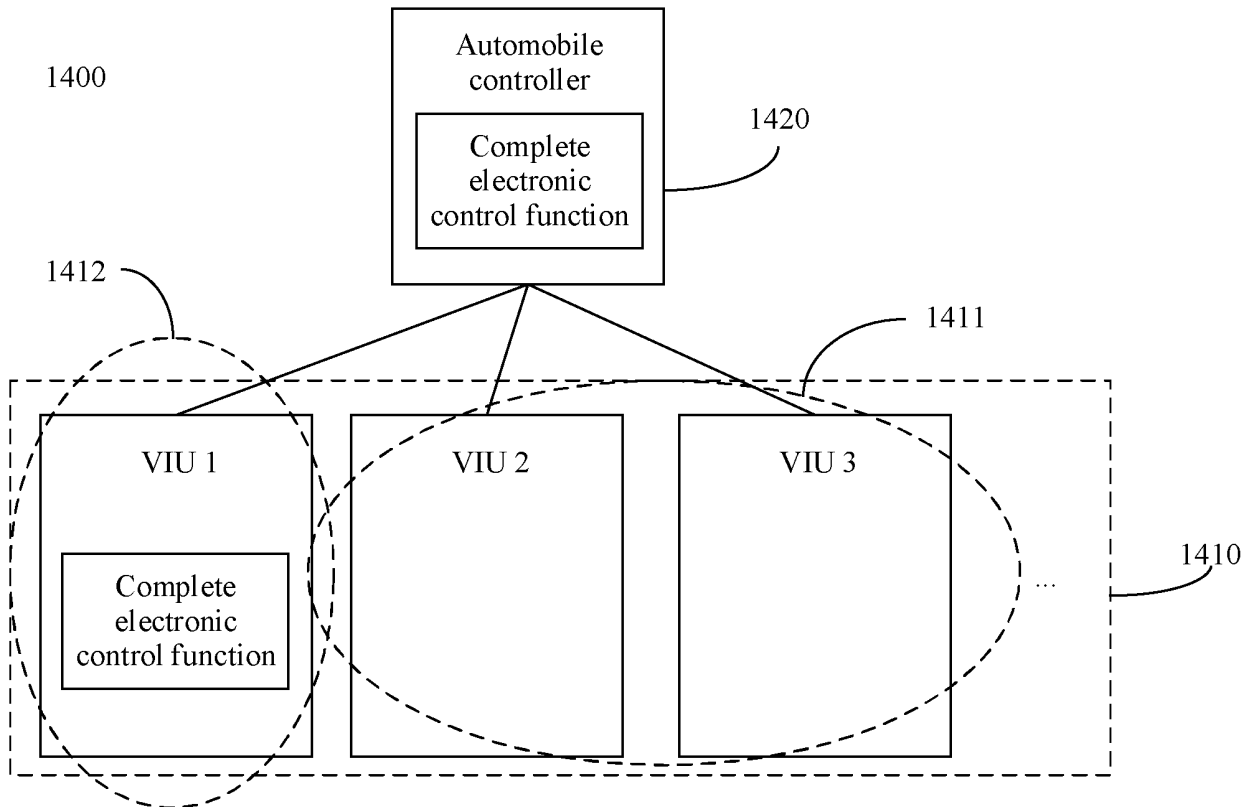 1400
Automobile
controller
1420
Complete
electronic
control function
1412
1411
VIU 1
VIU 2
VIU 3
1410
...
Complete
electronic
control function